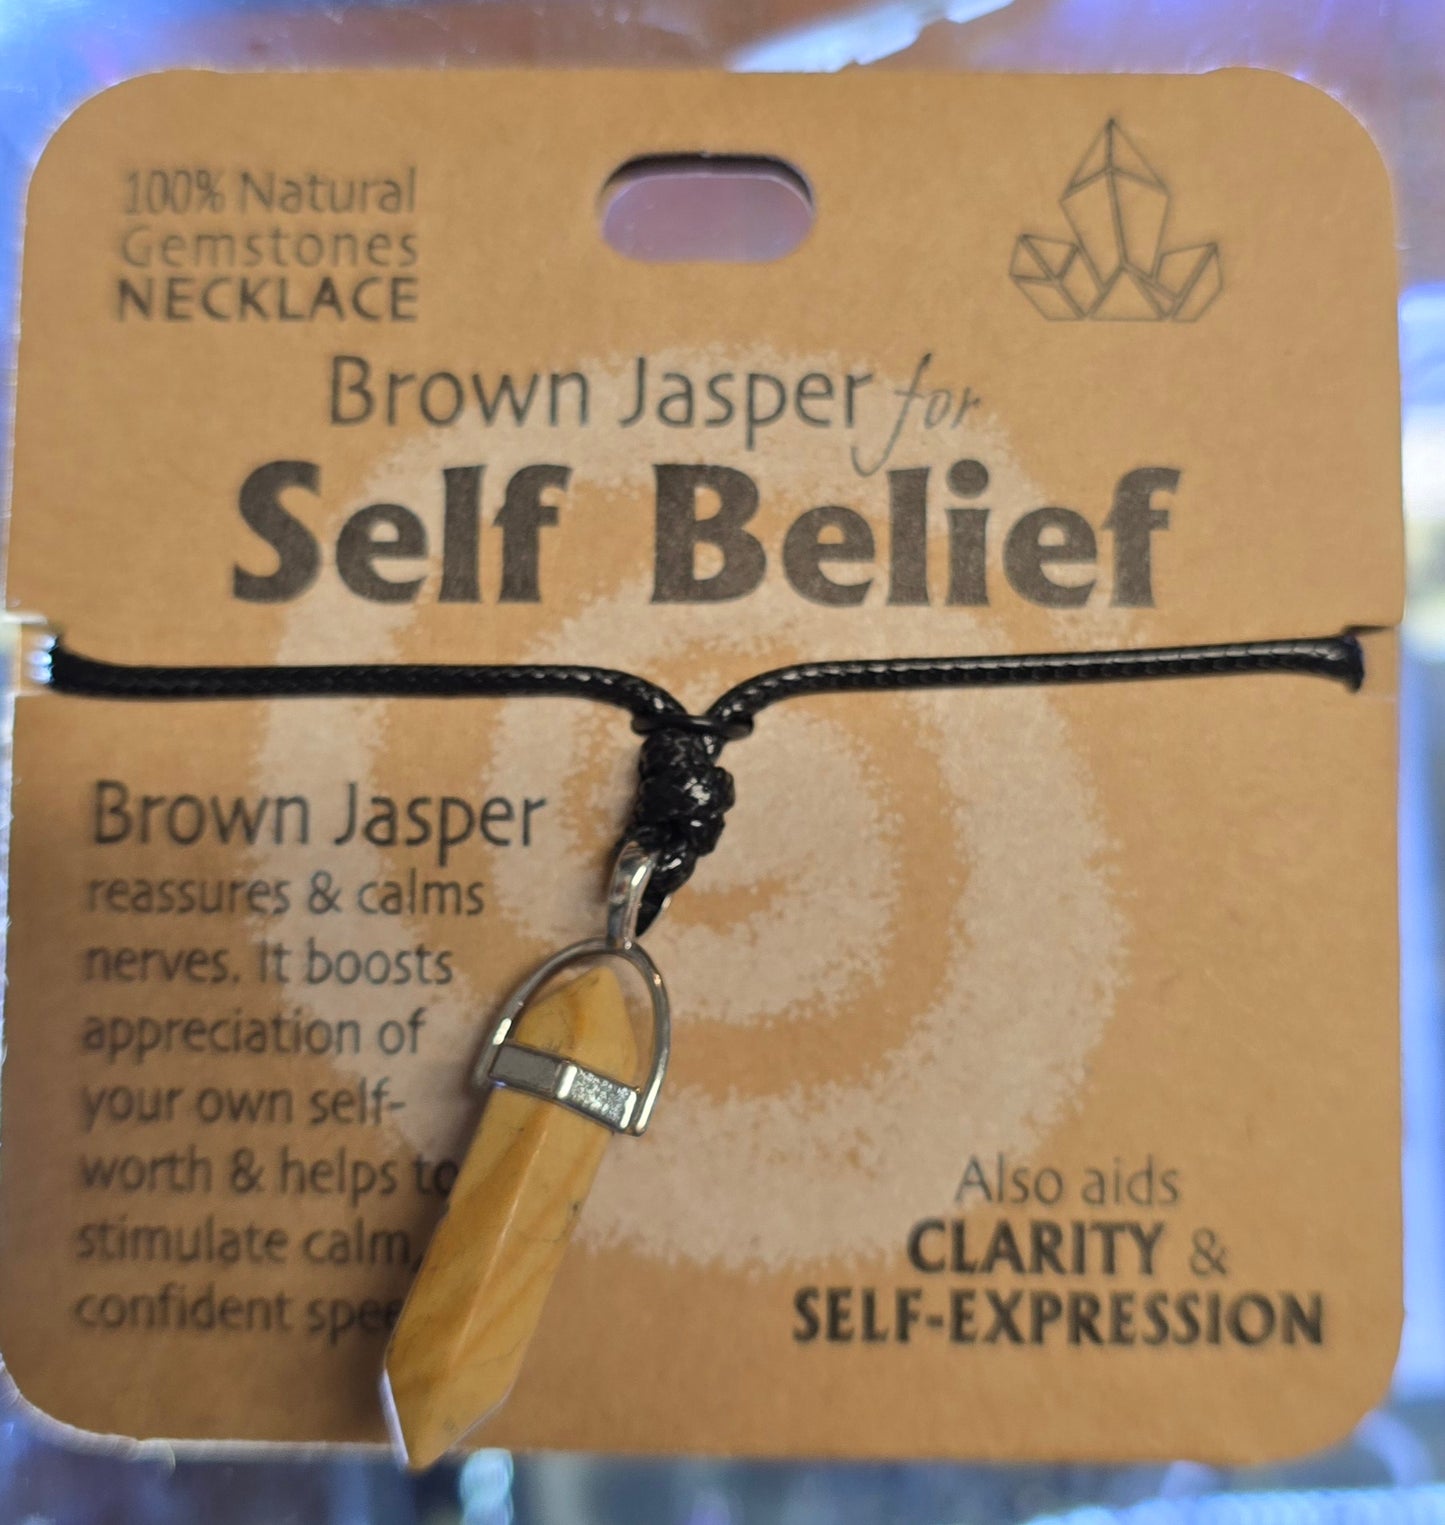 100% Natural
Gemstones
NECKLACE
Brown Jasper for
Self Belief
Brown Jasper
reassures & calms
nerves. It boosts
appreciation of
your own self-
worth & helps to
stimulate calm,
confident
Also aids
CLARITY &
SELF-EXPRESSION